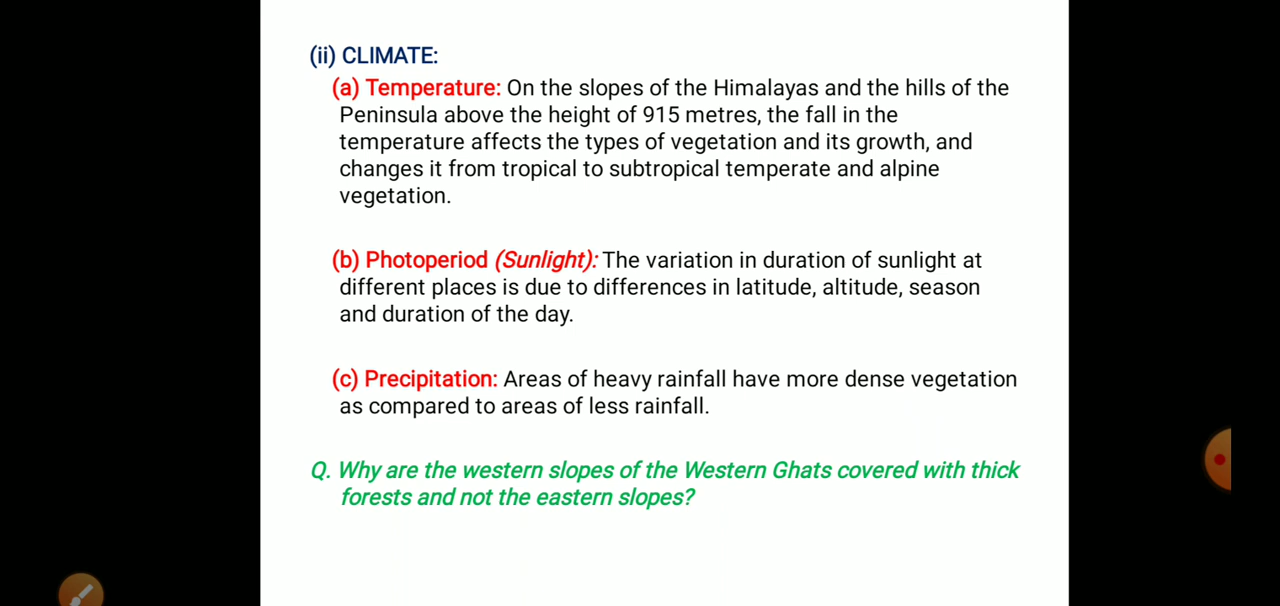 (ii) CLIMATE:
(a) Temperature: On the slopes of the Himalayas and the hills of the
Peninsula above the height of 915 metres, the fall in the
temperature affects the types of vegetation and its growth, and
changes it from tropical to subtropical temperate and alpine
vegetation.
(b) Photoperiod (Sunlight): The variation in duration of sunlight at
different places is due to differences in latitude, altitude, season
and duration of the day.
(c) Precipitation: Areas of heavy rainfall have more dense vegetation
as compared to areas of less rainfall.
Q. Why are the western slopes of the Western Ghats covered with thick
forests and not the eastern slopes?